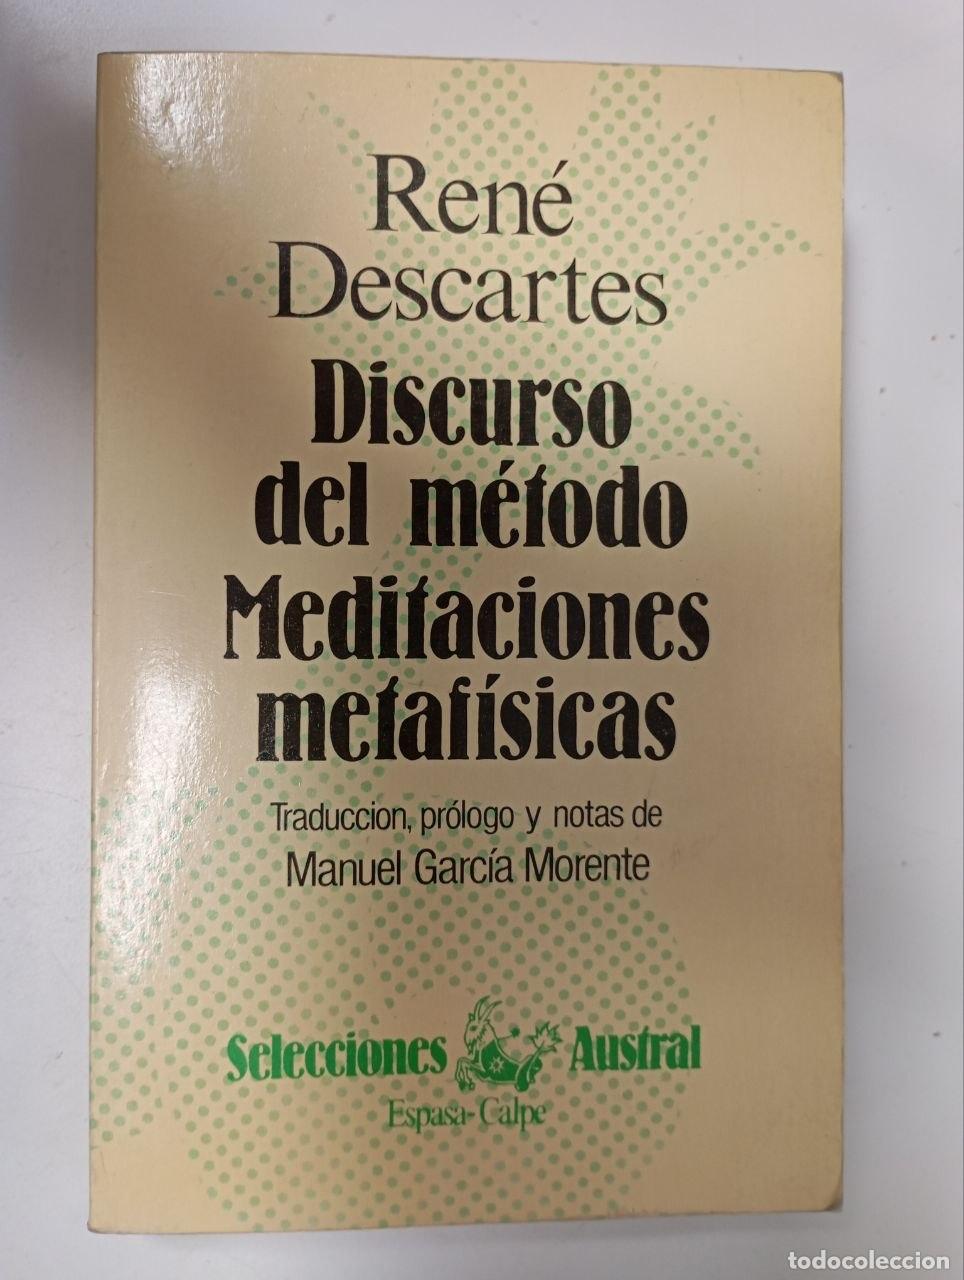 René
Descartes
Discurso
del método
Meditaciones
metafísicas
Traduccion, prólogo y notas de
Manuel García Morente
Selecciones Austral
Espasa-Calpe
todocoleccion